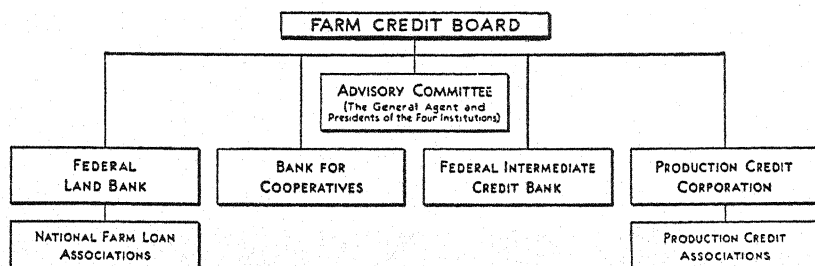 FARM CREDIT BOARD
ADVISORY COMMITTEE
(The General Agent and
Presidents of the Four Institutions)
FEDERAL
LAND BANK
BANK FOR
COOPERATIVES
FEDERAL INTERMEDIATE
CREDIT BANK
PRODUCTION CREDIT
CORPORATION
NATIONAL FARM LOAN
ASSOCIATIONS
PRODUCTION CREDIT
ASSOCIATIONS